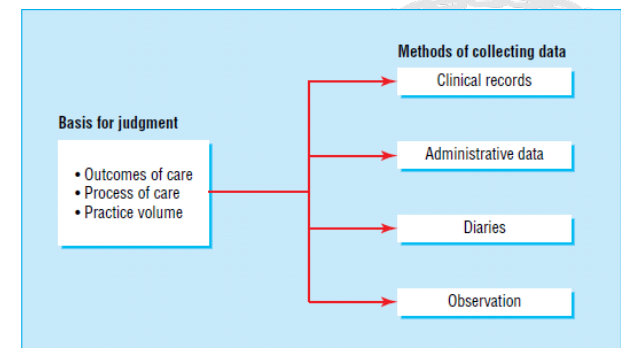 Methods of collecting data
Clinical records
Basis for judgment
Administrative data
• Outcomes of care
• Process of care
• Practice volume
Diaries
Observation